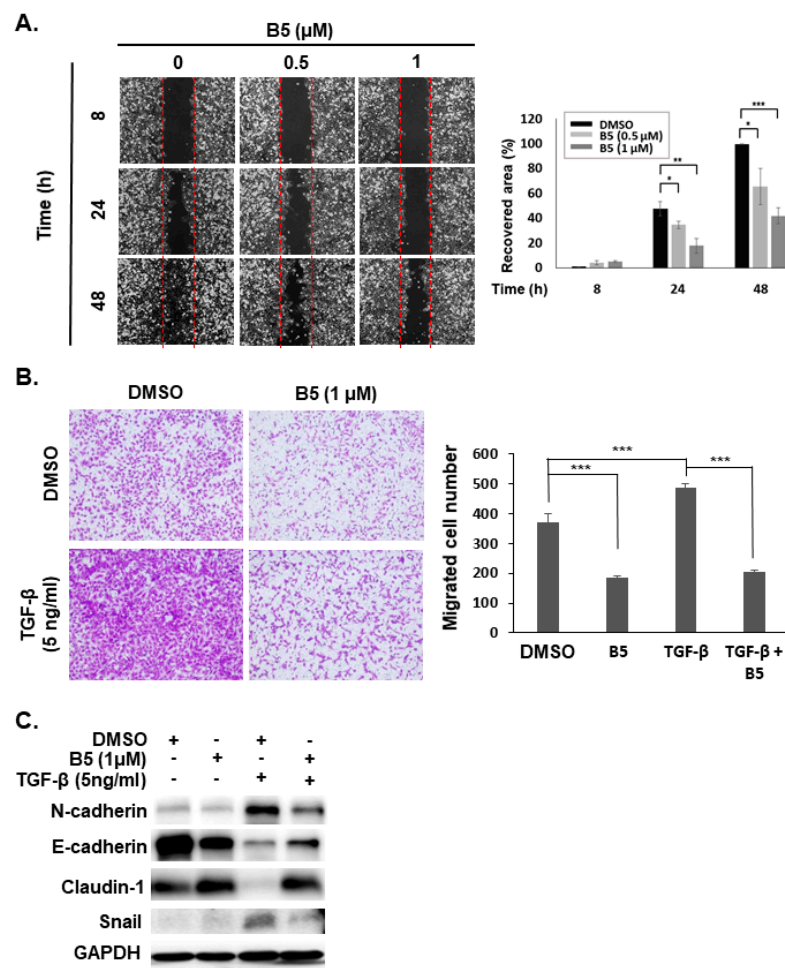 A.
B5 (µM)
0 0.5 1
Time (h)
8
24
48
Recovered area (%)
120
100
80
60
40
20
0
DMSO
B5 (0.5 µM)
B5 (1 µM)
* ** * ***
Time (h) 8 24 48
B.
DMSO B5 (1 µM)
DMSO
TGF-β
(5 ng/ml)
Migrated cell number
600
500
400
300
200
100
0
*** *** ***
DMSO B5 TGF-β TGF-β +
B5
C.
DMSO + - + -
B5 (1µM) - + - +
TGF-β (5ng/ml) - - + +
N-cadherin
E-cadherin
Claudin-1
Snail
GAPDH